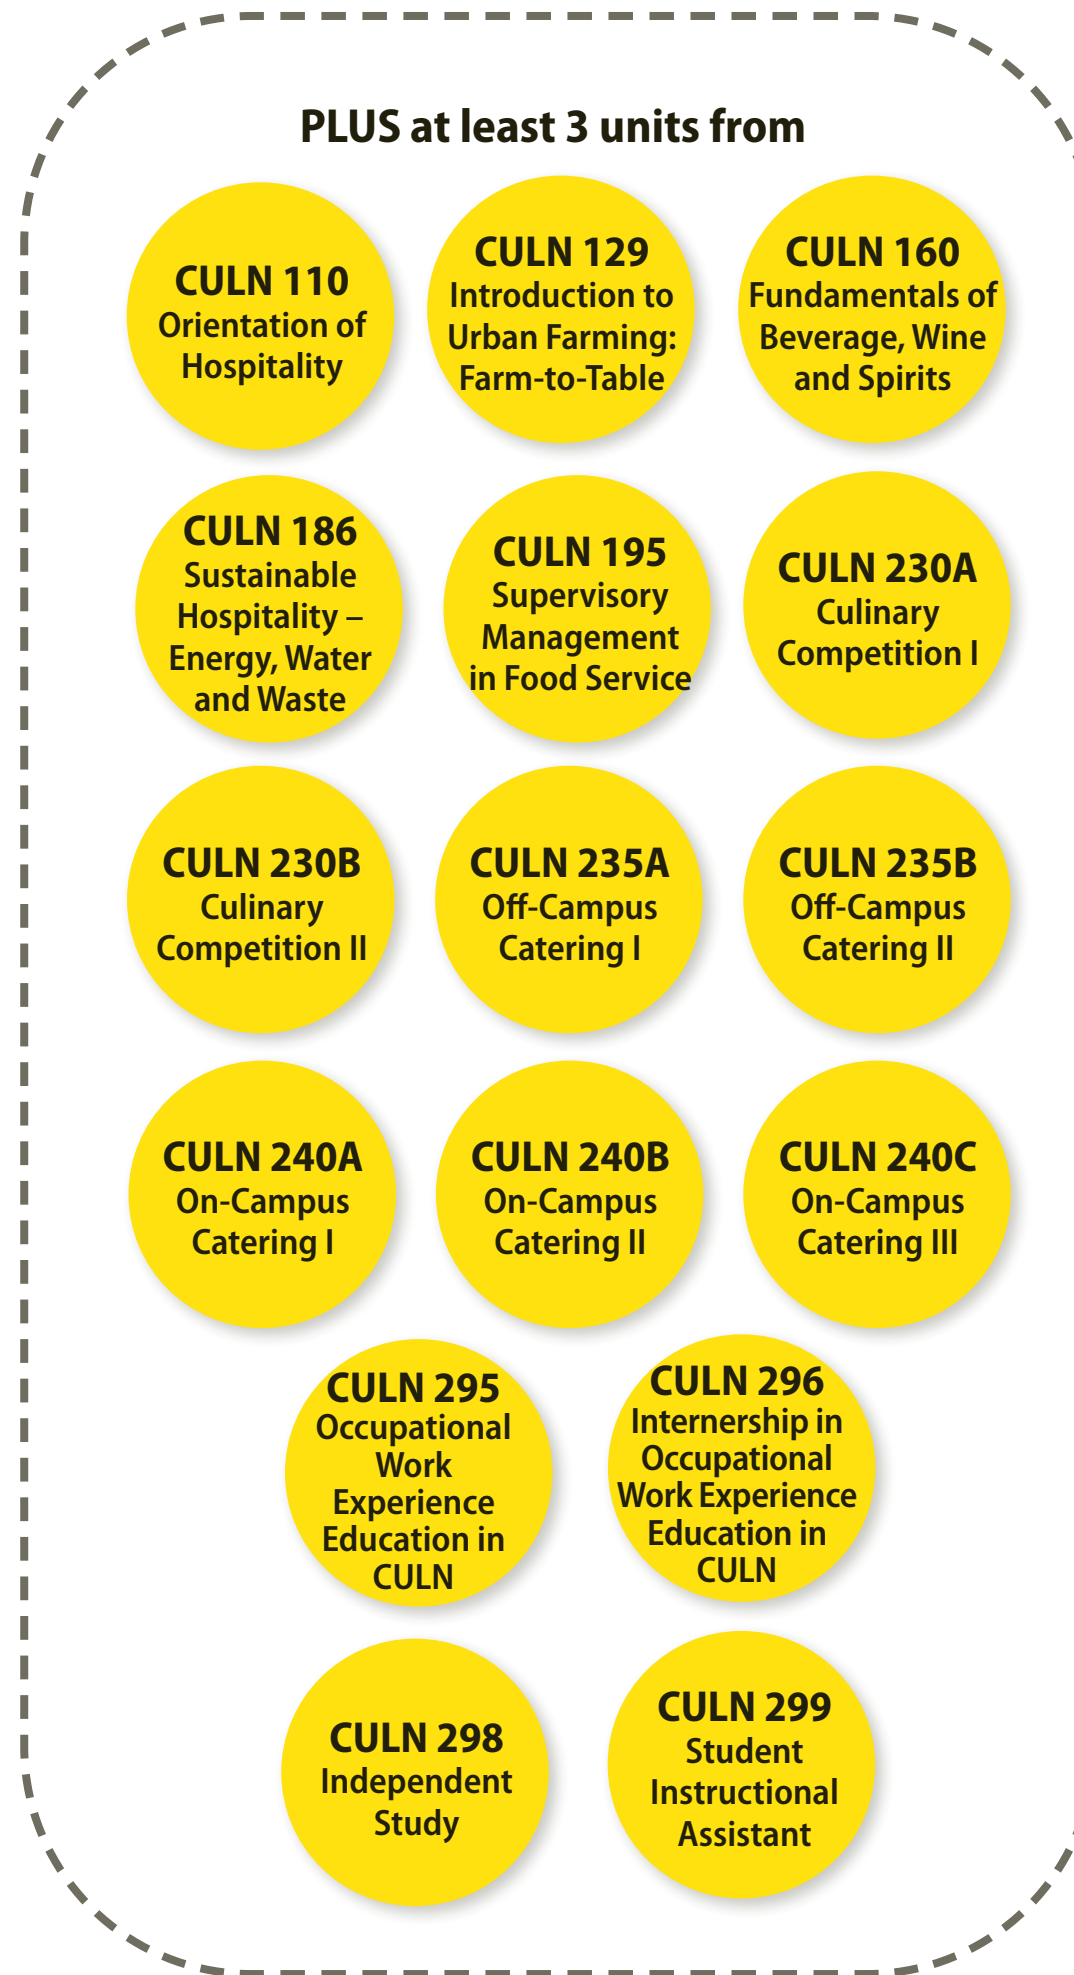 PLUS at least 3 units from
CULN 110
Orientation of
Hospitality
CULN 129
Introduction to
Urban Farming:
Farm-to-Table
CULN 160
Fundamentals of
Beverage, Wine
and Spirits
CULN 186
Sustainable
Hospitality –
Energy, Water
and Waste
CULN 195
Supervisory
Management
in Food Service
CULN 230A
Culinary
Competition I
CULN 230B
Culinary
Competition II
CULN 235A
Off-Campus
Catering I
CULN 235B
Off-Campus
Catering II
CULN 240A
On-Campus
Catering I
CULN 240B
On-Campus
Catering II
CULN 240C
On-Campus
Catering III
CULN 295
Occupational
Work
Experience
Education in
CULN
CULN 296
Internership in
Occupational
Work Experience
Education in
CULN
CULN 298
Independent
Study
CULN 299
Student
Instructional
Assistant